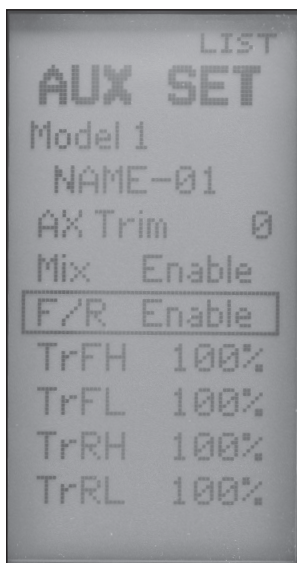 LIST
AUX SET
Model 1
NAME-01
AX Trim 0
Mix Enable
F/R Enable
TrFH 100%
TrFL 100%
TrRH 100%
TrRL 100%